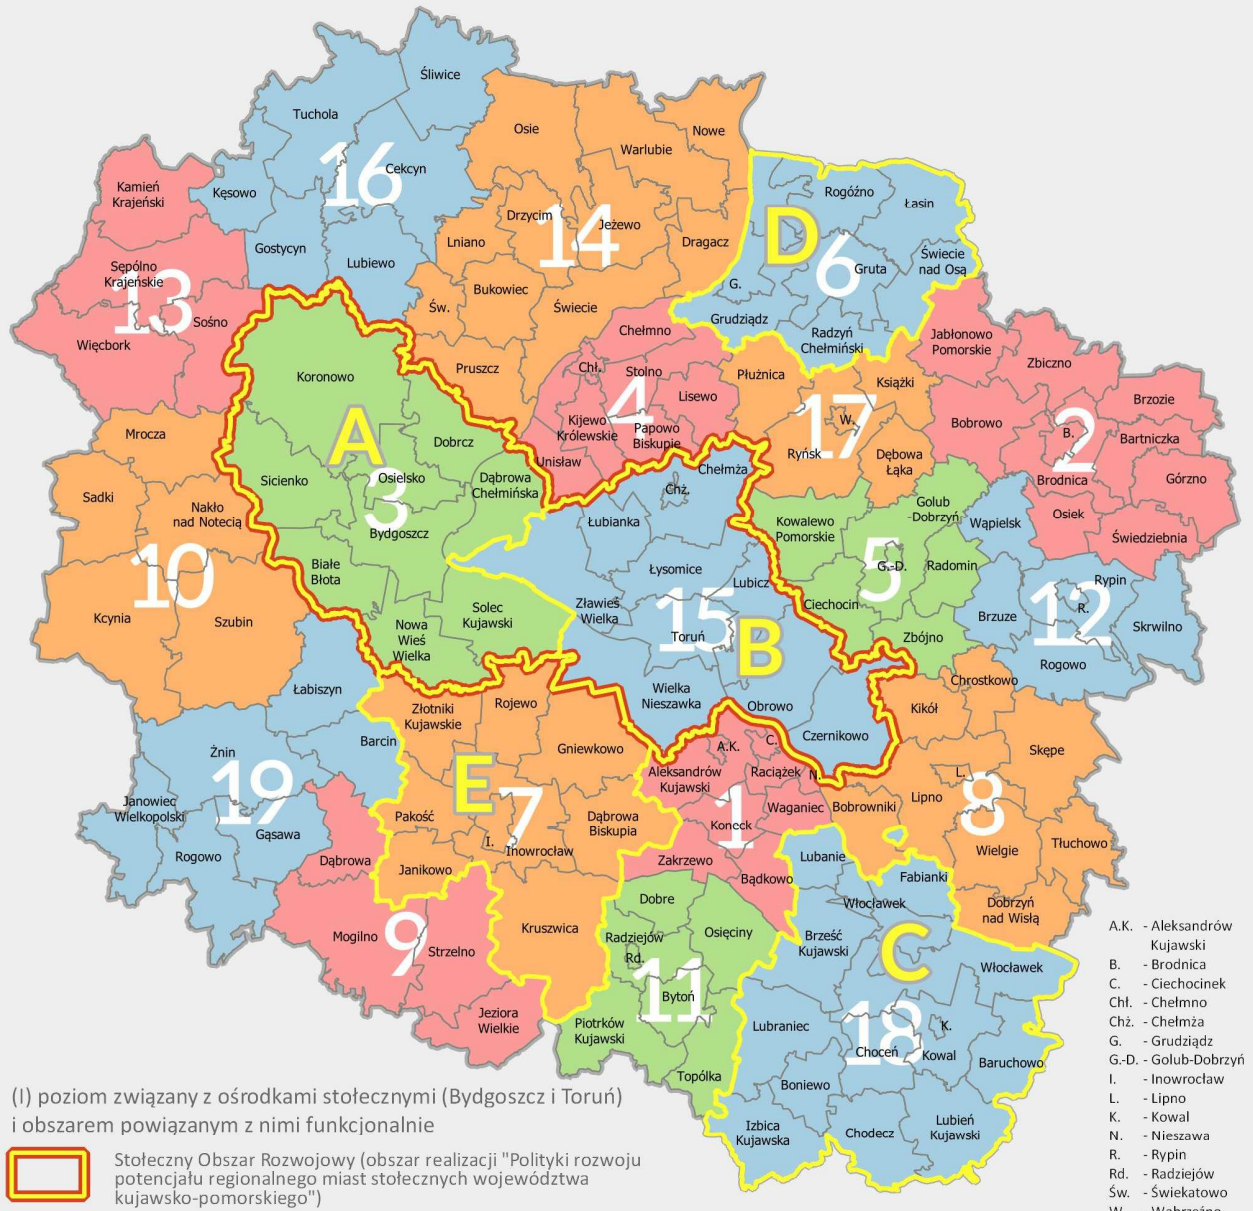 Śliwice
Tuchola
Osie
Nowe
Warlubie
16
Cekcyn
Kamień
Krajeński
Kęsowo
Rogóźno
Łasin
Drzycim
14
Jeżewo
D
Gostycyn
Lubiewo
Lniano
Dragacz
6
Gruta
Świecie
nad Osą
Sępólno
Krajeńskie
13
Sośno
Więcbork
Bukowiec
Św.
Świecie
G.
Grudziądz
Radzyń
Chełmiński
Chełmno
Jabłonowo
Pomorskie
Zbiczno
Koronowo
Pruszcz
Chł.
Stolno
4
Lisewo
Płużnica
Książki
17
W.
Brzozie
Mrocza
A
Dobrcz
Kijewo
Królewskie
Papowo
Biskupie
Ryńsk
Dębowa
Łąka
Bobrowo
B.
2
Bartniczka
Unisław
Chełmża
Sadki
Sicienko
Osielsko
3
Dąbrowa
Chełmińska
Chż.
Brodnica
Górzno
Nakło
nad Notecią
Bydgoszcz
Łubianka
Kowalewo
Pomorskie
Golub
-Dobrzyń
Wąpielsk
Osiek
Świedziebnia
10
Białe
Błota
Łysomice
Lubicz
5
G.-D.
Radomin
Rypin
Kcynia
Szubin
Solec
Kujawski
Zławieś
Wielka
15
Toruń
B
Ciechocin
Zbójno
Brzuze
12
R.
Skrwilno
Nowa
Wieś
Wielka
Rogowo
Łabiszyn
Wielka
Nieszawka
Obrowo
Chrostkowo
Złotniki
Kujawskie
Rojewo
Kikół
Barcin
Gniewkowo
Czernikowo
A.K.
C.
Skępe
Żnin
19
E
Aleksandrów
Kujawski
Raciążek
N.
L.
Janowiec
Wielkopolski
Pakość
7
Dąbrowa
Biskupia
1
Koneck
Waganiec
Bobrowniki
Lipno
8
Gąsawa
I.
Inowrocław
Wielgie
Tłuchowo
Rogowo
Dąbrowa
Janikowo
Zakrzewo
Bądkowo
Lubanie
Fabianki
Dobre
Włocławek
Dobrzyń
nad Wisłą
Mogilno
9
Strzelno
Kruszwica
Radziejów
Rd.
Osięciny
Brześć
Kujawski
C
Włocławek
11
Bytoń
Jeziora
Wielkie
Piotrków
Kujawski
Lubraniec
18
K.
Choceń
Kowal
Baruchowo
Topólka
Boniewo
Izbica
Kujawska
Chodecz
Lubień
Kujawski
A.K. - Aleksandrów
Kujawski
B. - Brodnica
C. - Ciechocinek
Chł. - Chełmno
Chż. - Chełmża
G. - Grudziądz
G.-D. - Golub-Dobrzyń
I. - Inowrocław
L. - Lipno
K. - Kowal
N. - Nieszawa
R. - Rypin
Rd. - Radziejów
Św. - Świekatowo
W. - Wąbrzeźno
(I) poziom związany z ośrodkami stołecznymi (Bydgoszcz i Toruń)
i obszarem powiązanym z nimi funkcjonalnie
Stołeczny Obszar Rozwojowy (obszar realizacji "Polityki rozwoju
potencjału regionalnego miast stołecznych województwa
kujawsko-pomorskiego")